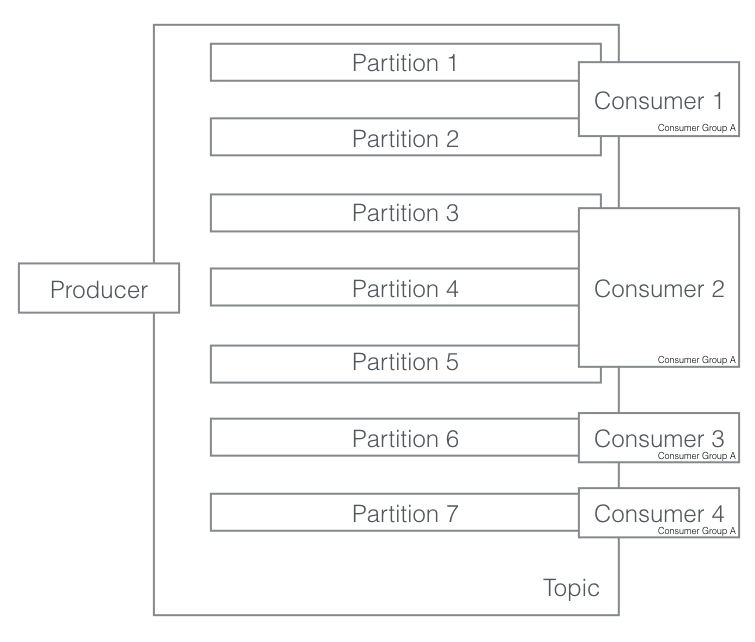 Partition 1
Consumer 1
Consumer Group A
Partition 2
Partition 3
Producer
Partition 4
Consumer 2
Partition 5
Consumer Group A
Partition 6
Consumer 3
Consumer Group A
Partition 7
Consumer 4
Consumer Group A
Topic